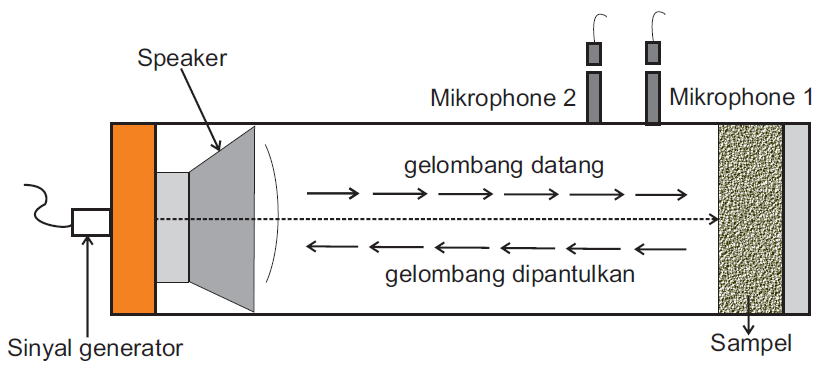 Speaker
Mikrophone 2
Mikrophone 1
gelombang datang
gelombang dipantulkan
Sinyal generator
Sampel